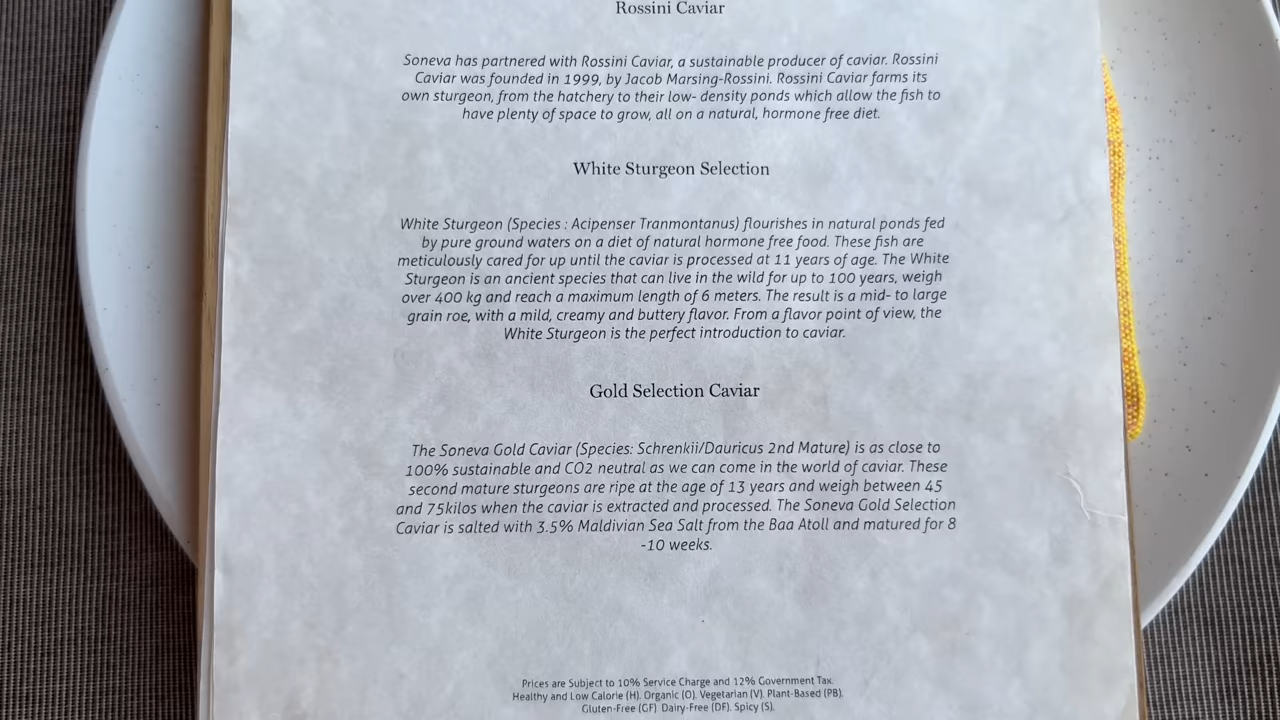 Rossini Caviar
Soneva has partnered with Rossini Caviar, a sustainable producer of caviar. Rossini
Caviar was founded in 1999, by Jacob Marsing-Rossini. Rossini Caviar farms its
own sturgeon, from the hatchery to their low- density ponds which allow the fish to
have plenty of space to grow, all on a natural, hormone free diet.
White Sturgeon Selection
White Sturgeon (Species : Acipenser Tranmontanus) flourishes in natural ponds fed
by pure ground waters on a diet of natural hormone free food. These fish are
meticulously cared for up until the caviar is processed at 11 years of age. The White
Sturgeon is an ancient species that can live in the wild for up to 100 years, weigh
over 400 kg and reach a maximum length of 6 meters. The result is a mid- to large
grain roe, with a mild, creamy and buttery flavor. From a flavor point of view, the
White Sturgeon is the perfect introduction to caviar.
Gold Selection Caviar
The Soneva Gold Caviar (Species: Schrenkii/Dauricus 2nd Mature) is as close to
100% sustainable and CO2 neutral as we can come in the world of caviar. These
second mature sturgeons are ripe at the age of 13 years and weigh between 45
and 75kilos when the caviar is extracted and processed. The Soneva Gold Selection
Caviar is salted with 3.5% Maldivian Sea Salt from the Baa Atoll and matured for 8
-10 weeks.
Prices are Subject to 10% Service Charge and 12% Government Tax.
Healthy and Low Calorie (H). Organic (O). Vegetarian (V). Plant-Based (PB).
Gluten-Free (GF) Dairy-Free (DF). Spicy (S).